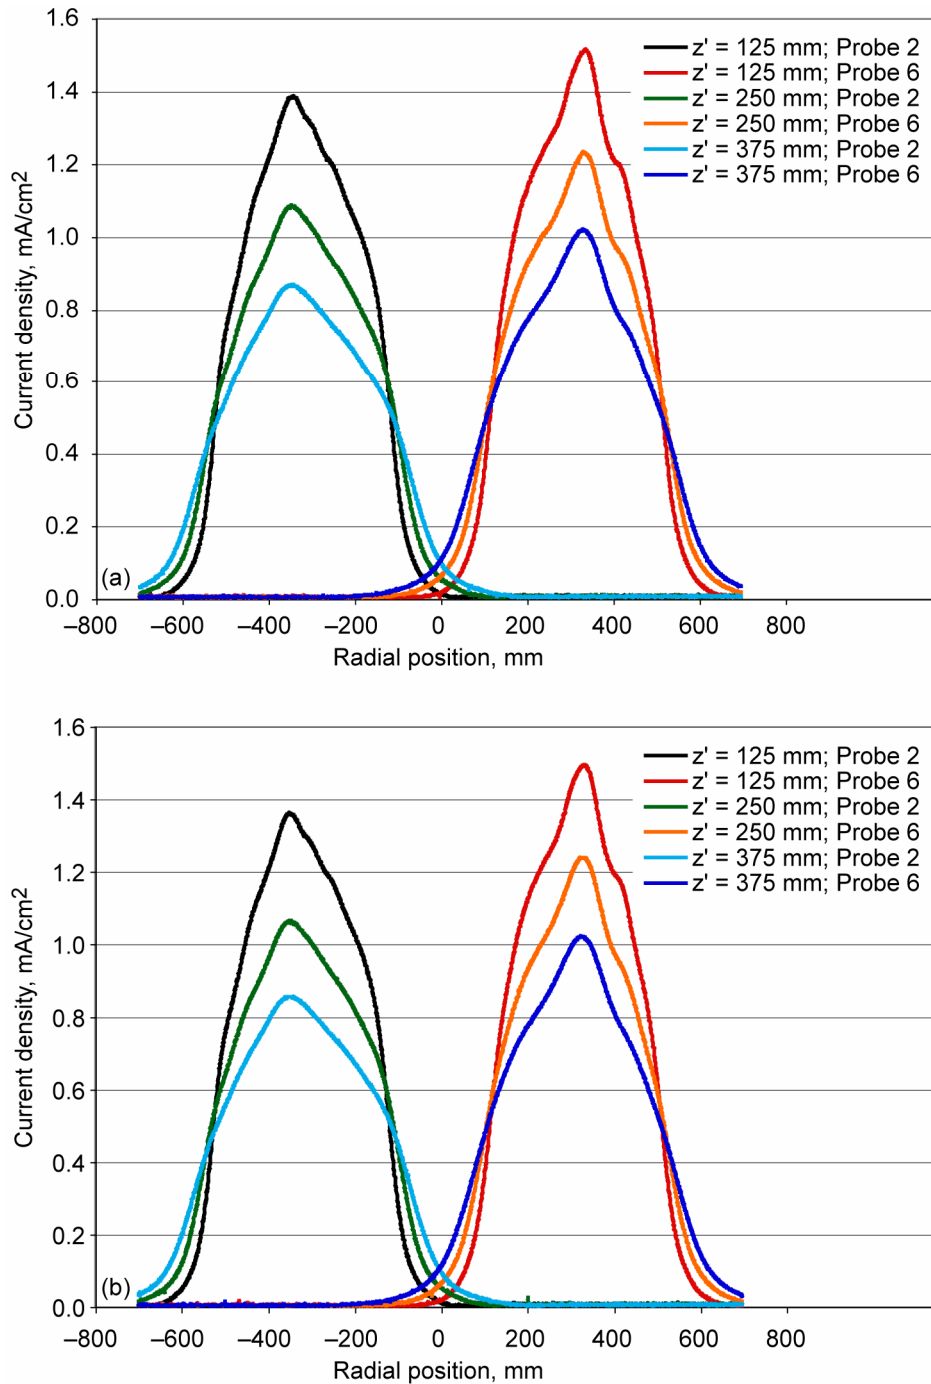 1.6
z' = 125 mm; Probe 2
z' = 125 mm; Probe 6
1.4
z' = 250 mm; Probe 2
z' = 250 mm; Probe 6
z' = 375 mm; Probe 2
1.2
z' = 375 mm; Probe 6
1.0
0.8
0.6
0.4
0.2
0.0
Current density, mA/cm2
(a)
–800 –600 –400 –200 0 200 400 600 800
Radial position, mm
1.6
z' = 125 mm; Probe 2
z' = 125 mm; Probe 6
1.4
z' = 250 mm; Probe 2
z' = 250 mm; Probe 6
z' = 375 mm; Probe 2
1.2
z' = 375 mm; Probe 6
1.0
0.8
0.6
0.4
0.2
0.0
Current density, mA/cm2
(b)
–800 –600 –400 –200 0 200 400 600 800
Radial position, mm